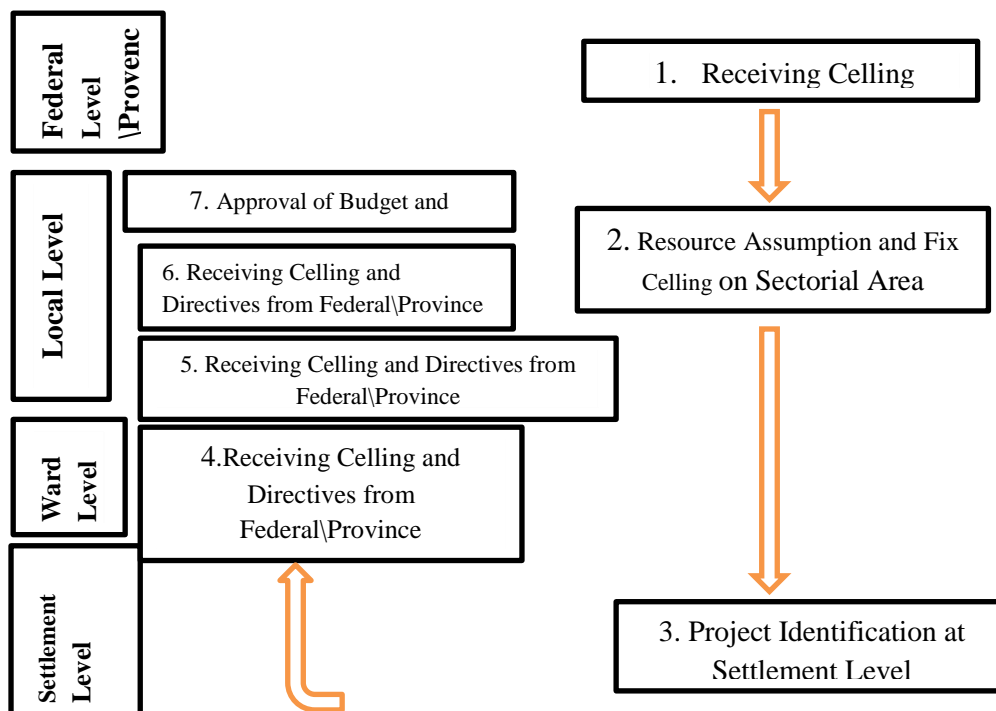 Federal
Level
\Provenc
1. Receiving Celling
Local Level
7. Approval of Budget and
2. Resource Assumption and Fix
Celling on Sectorial Area
6. Receiving Celling and
Directives from Federal\Province
5. Receiving Celling and Directives from
Federal\Province
Ward
Level
4.Receiving Celling and
Directives from
Federal\Province
Settlement
Level
3. Project Identification at
Settlement Level